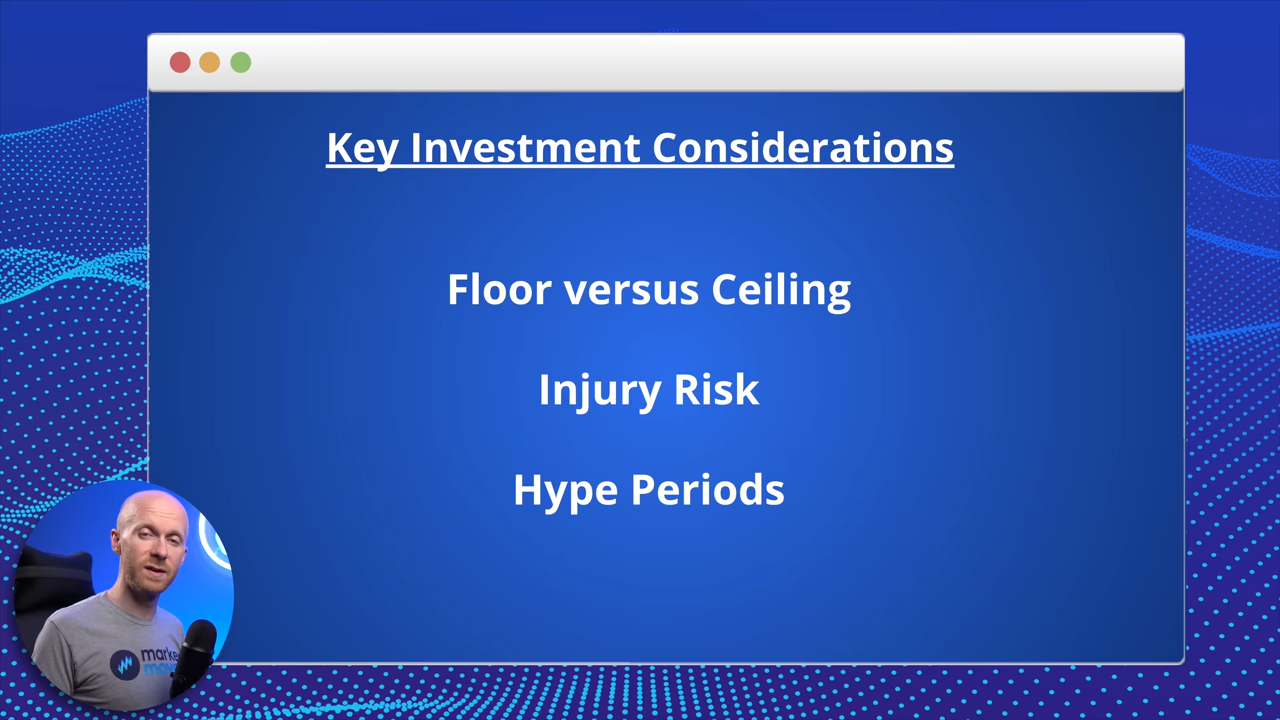 Key Investment Considerations
Floor versus Ceiling
Injury Risk
Hype Periods